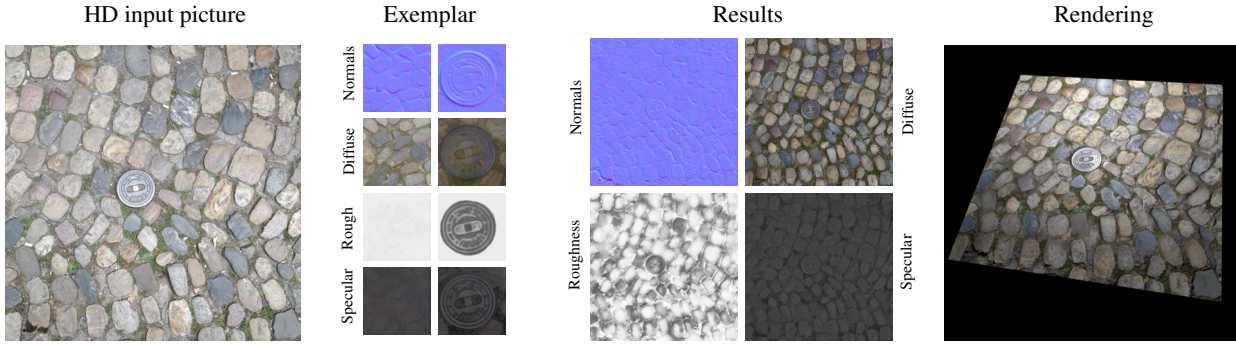 HD input picture
Exemplar
Results
Rendering
Normals
Diffuse
Rough
Specular
Normals
Diffuse
Roughness
Specular